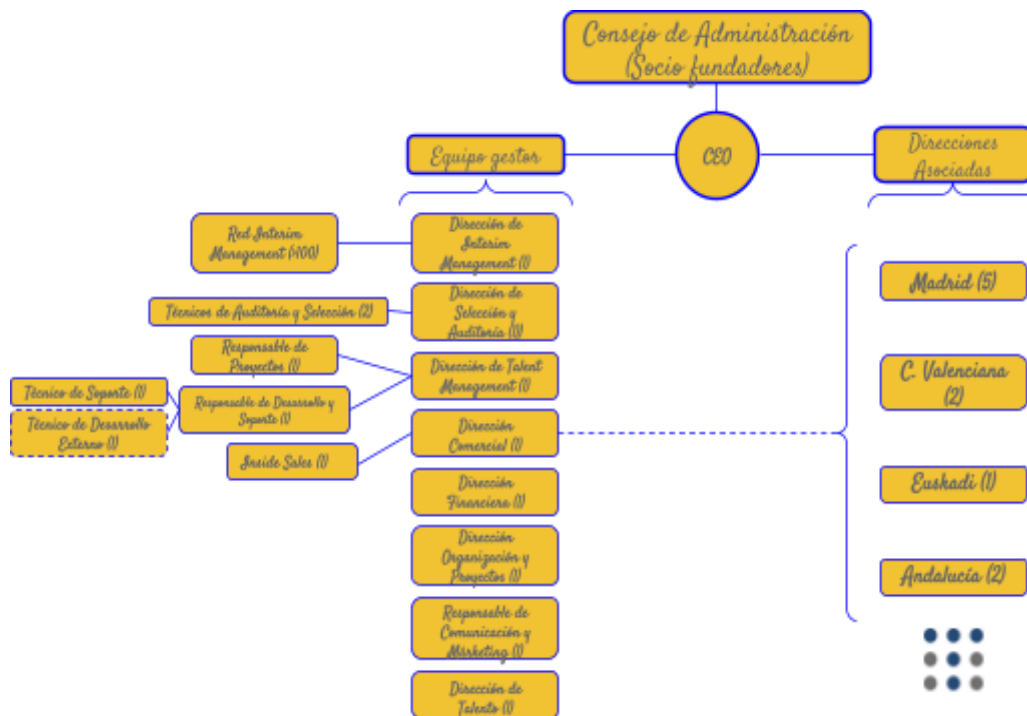 Consejo de Administración
(Socio fundadores)
CEO
Equipo gestor
Direcciones
Asociadas
Red Interim
Management (>100)
Dirección de
Interim
Management (1)
Técnicos de Auditoría y Selección (2)
Dirección de
Selección y
Auditoría (1)
Responsable de
Proyectos (1)
Dirección de Talent
Management (1)
Técnico de Soporte (1)
Responsable de Desarrollo y
Soporte (1)
Técnico de Desarrollo
Externo (1)
Inside Sales (1)
Dirección
Comercial (1)
Dirección
Financiera (1)
Dirección
Organización y
Proyectos (1)
Responsable de
Comunicación y
Márketing (1)
Dirección de
Talento (1)
Madrid (5)
C. Valenciana
(2)
Euskadi (1)
Andalucía (2)